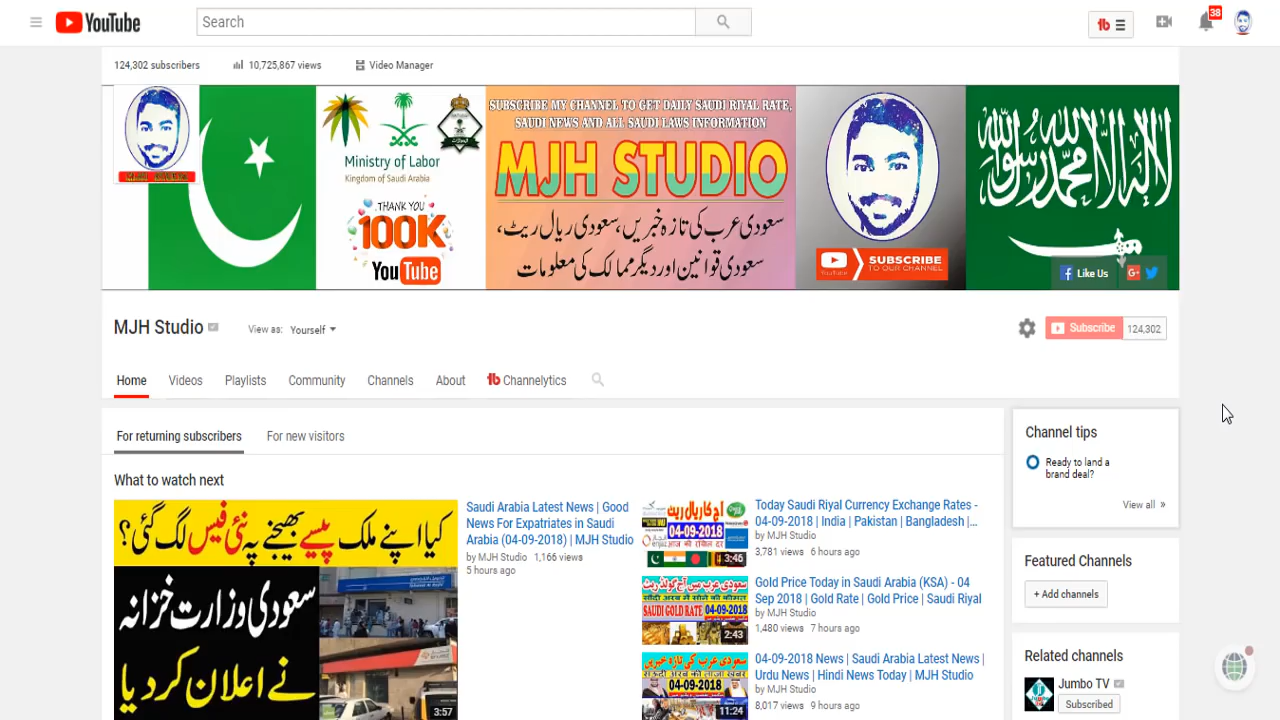 YouTube
Search
38
124,302 subscribers
10,725,867 views
Video Manager
Ministry of Labor
Kingdom of Saudi Arabia
THANK YOU
100K
YouTube
SUBSCRIBE MY CHANNEL TO GET DAILY SAUDI RIYAL RATE,
SAUDI NEWS AND ALL SAUDI LAWS INFORMATION
MJH STUDIO
سعودی عرب کی تازہ خبریں، سعودی ریال ریٹ،
سعودی قوانین اور دیگر ممالک کی معلومات
SUBSCRIBE
TO OUR CHANNEL
لا إله إلا الله محمد رسول الله
Like Us
MJH Studio
View as: Yourself
Subscribe 124,302
Home
Videos
Playlists
Community
Channels
About
Channelytics
For returning subscribers
For new visitors
What to watch next
کیا اپنے ملک پیسے بھیجنے پہ نئی فیس لگ گئی؟
سعودی وزارت خزانہ
نے اعلان کر دیا
3:57
Saudi Arabia Latest News | Good
News For Expatriates in Saudi
Arabia (04-09-2018) | MJH Studio
by MJH Studio 1,166 views
5 hours ago
آج کا ریال ریٹ
04-09-2018
3:46
Today Saudi Riyal Currency Exchange Rates -
04-09-2018 | India | Pakistan | Bangladesh |...
by MJH Studio
3,781 views 6 hours ago
SAUDI GOLD RATE 04-09-2018
2:43
Gold Price Today in Saudi Arabia (KSA) - 04
Sep 2018 | Gold Rate | Gold Price | Saudi Riyal
by MJH Studio
1,480 views 7 hours ago
سعودی عرب کی تازہ خبریں
04-09-2018
11:24
04-09-2018 News | Saudi Arabia Latest News |
Urdu News | Hindi News Today | MJH Studio
by MJH Studio
8,017 views 9 hours ago
Channel tips
Ready to land a
brand deal?
View all »
Featured Channels
+ Add channels
Related channels
Jumbo TV
Subscribed